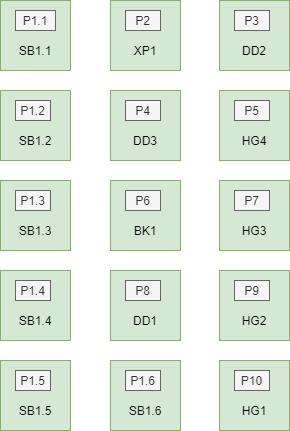 P1.1
SB1.1
P2
XP1
P3
DD2
P1.2
SB1.2
P4
DD3
P5
HG4
P1.3
SB1.3
P6
BK1
P7
HG3
P1.4
SB1.4
P8
DD1
P9
HG2
P1.5
SB1.5
P1.6
SB1.6
P10
HG1